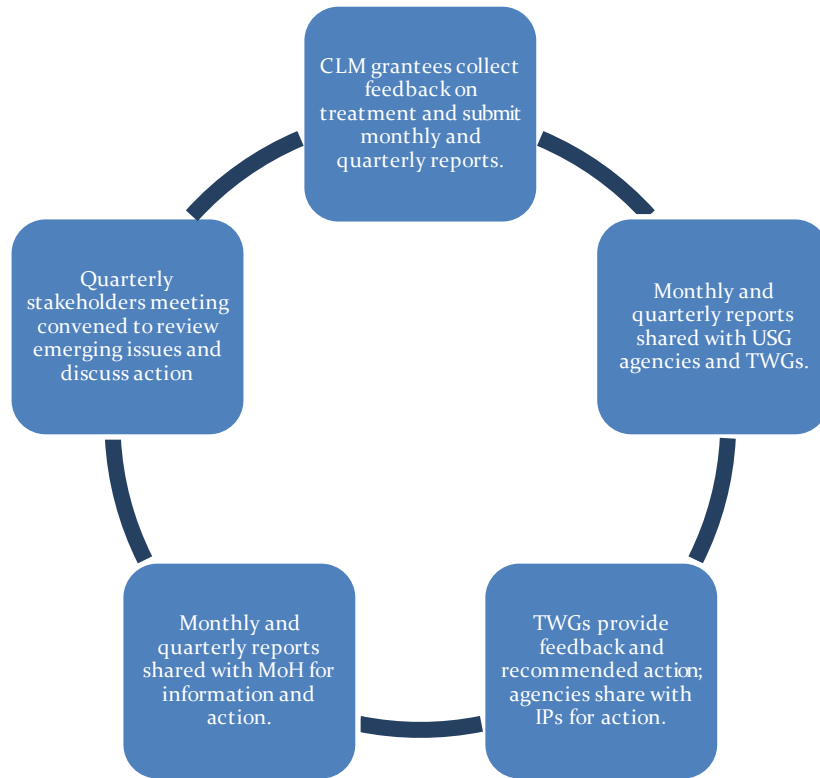 CLM grantees collect
feedback on
treatment and submit
monthly and
quarterly reports.
Monthly and
quarterly reports
shared with USG
agencies and TWGs.
TWGs provide
feedback and
recommended action;
agencies share with
IPs for action.
Monthly and
quarterly reports
shared with MoH for
information and
action.
Quarterly
stakeholders meeting
convened to review
emerging issues and
discuss action